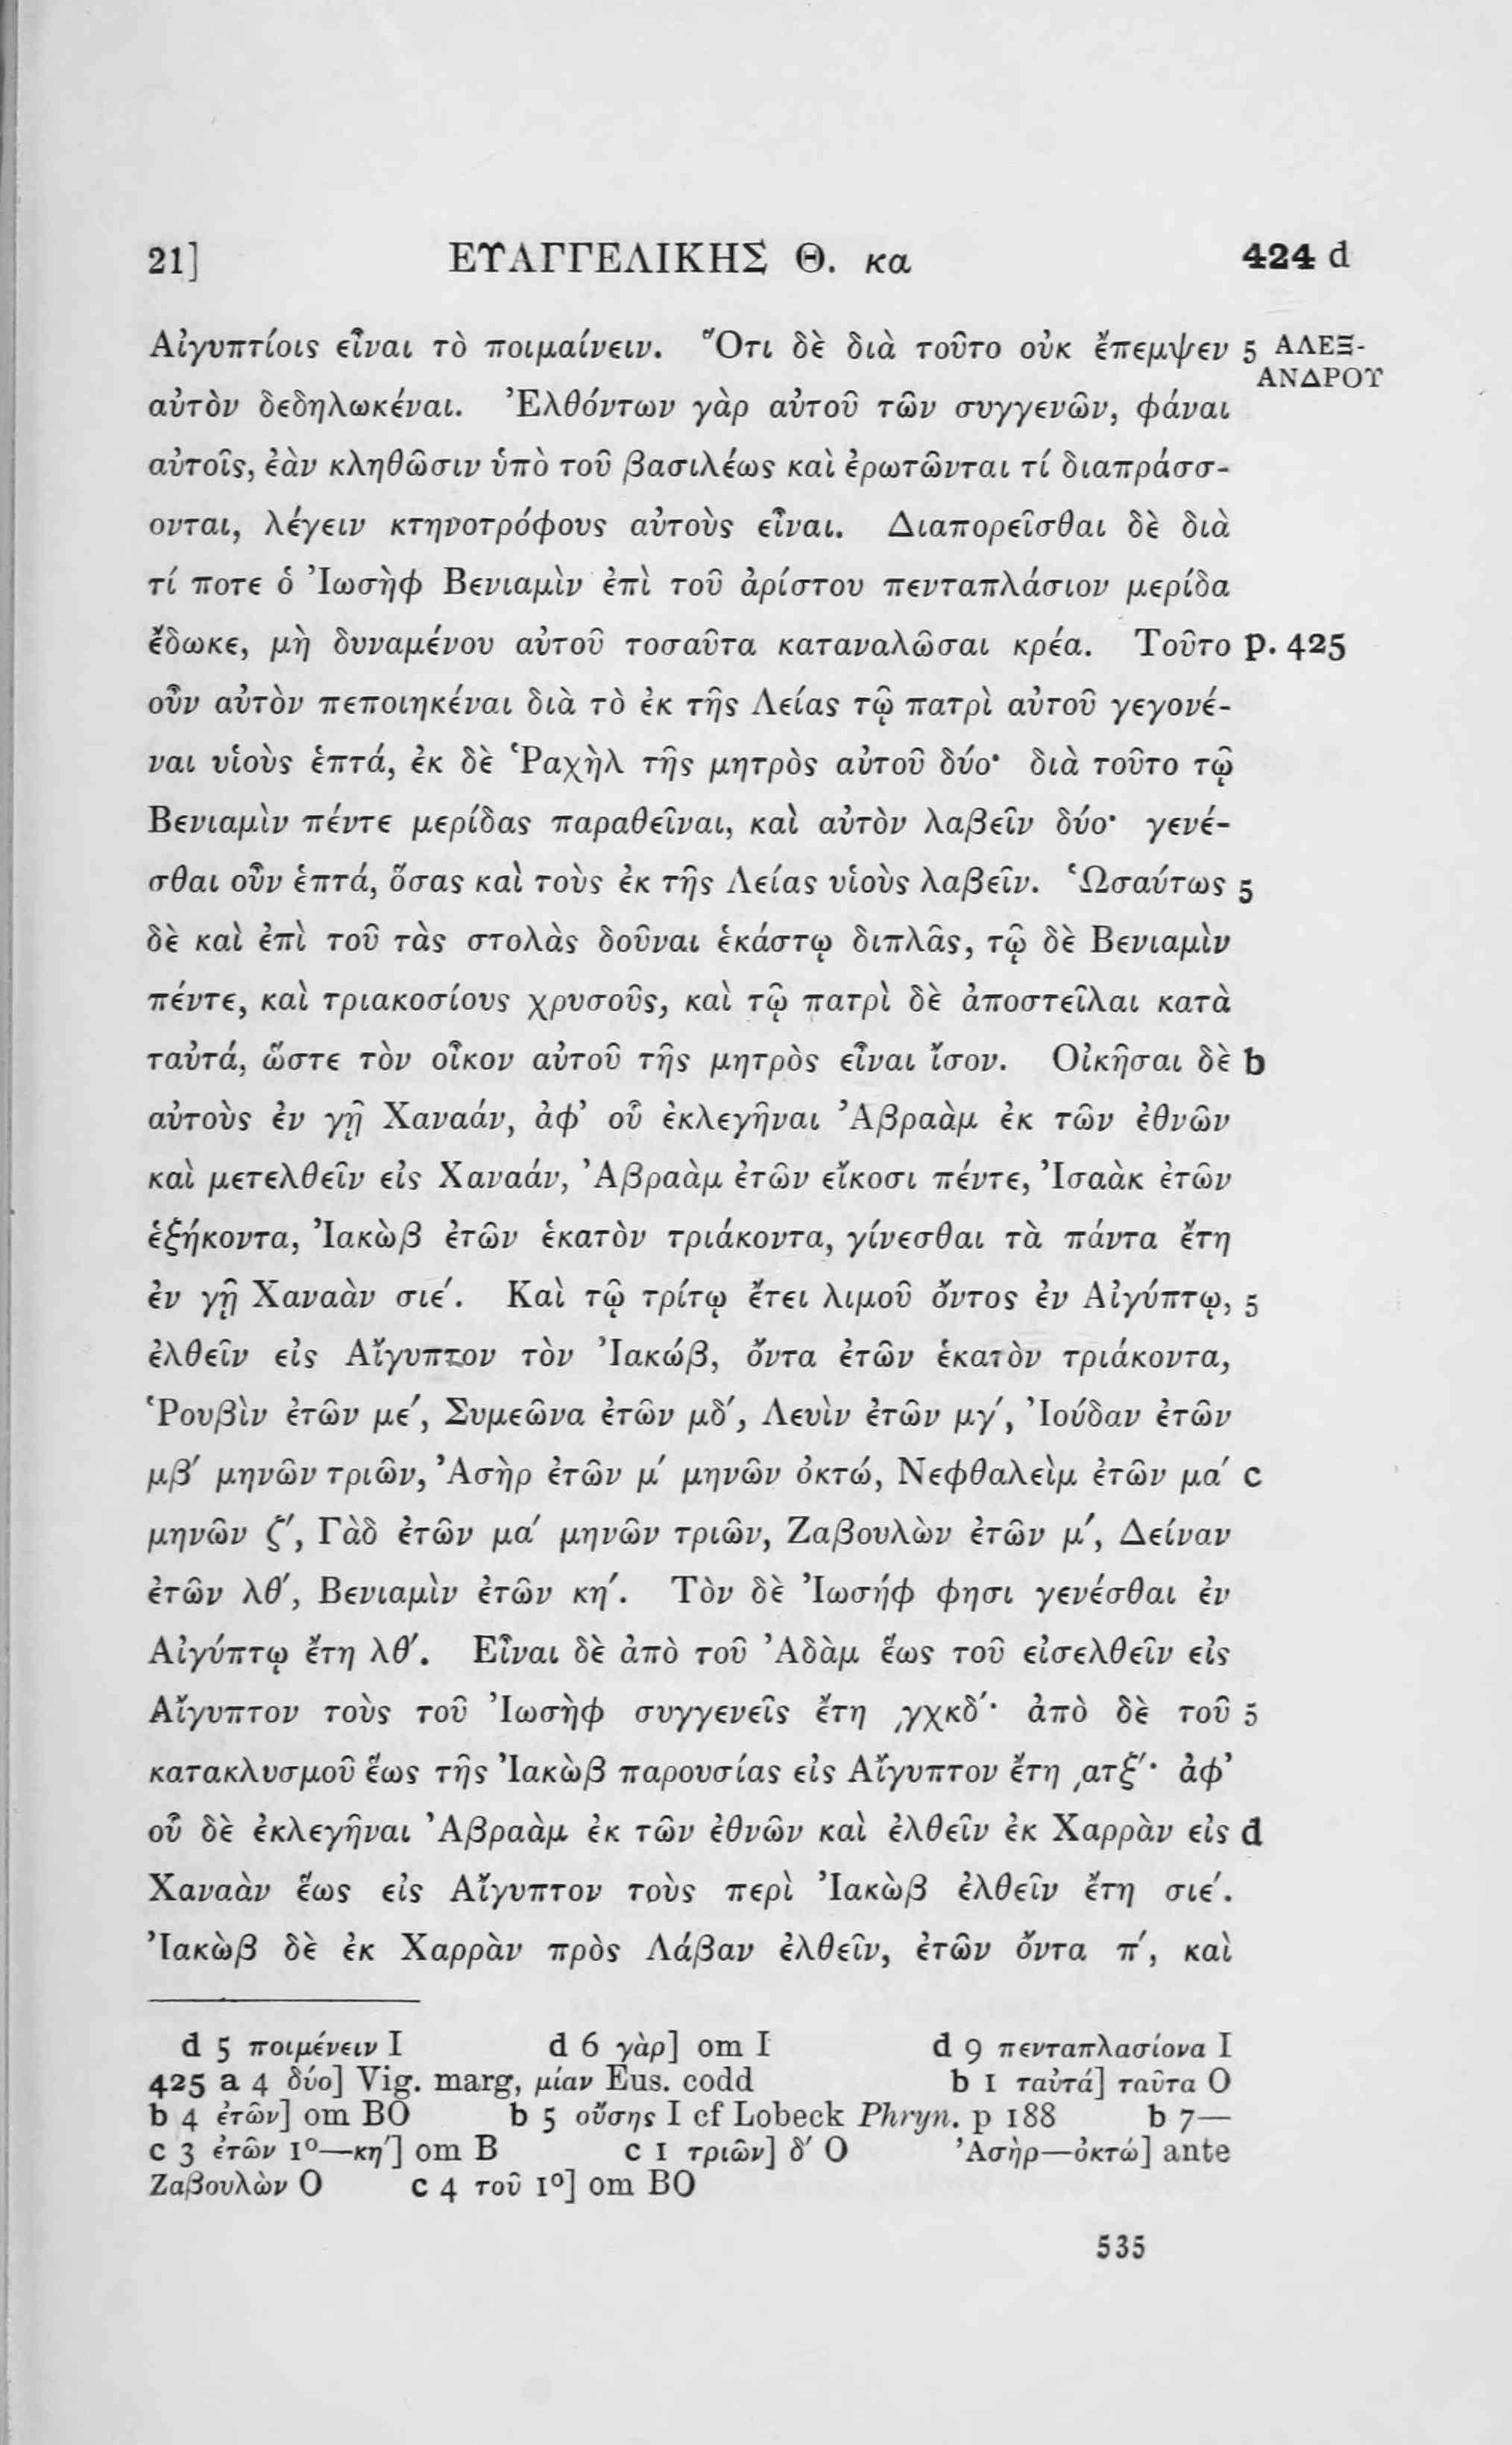 21] ΕΥΑΓΓΕΛΙΚΗΣ Θ. κα 424 d
Αἰγυπτίοις εἶναι τὸ ποιμαίνειν. Ὅτι δὲ διὰ τοῦτο οὐκ ἔπεμψεν 5 ΑΛΕΞ-
ΑΝΔΡΟΥ
αὐτὸν δεδηλωκέναι. Ἐλθόντων γὰρ αὐτοῦ τῶν συγγενῶν, φάναι
αὐτοῖς, ἐὰν κληθῶσιν ὑπὸ τοῦ βασιλέως καὶ ἐρωτῶνται τί διαπράσσ-
ονται, λέγειν κτηνοτρόφους αὐτοὺς εἶναι. Διαπορεῖσθαι δὲ διὰ
τί ποτε ὁ Ἰωσὴφ Βενιαμὶν ἐπὶ τοῦ ἀρίστου πενταπλάσιον μερίδα
ἔδωκε, μὴ δυναμένου αὐτοῦ τοσαῦτα καταναλῶσαι κρέα. Τοῦτο p. 425
οὖν αὐτὸν πεποιηκέναι διὰ τὸ ἐκ τῆς Λείας τῷ πατρὶ αὐτοῦ γεγονέ-
ναι υἱοὺς ἑπτά, ἐκ δὲ Ῥαχὴλ τῆς μητρὸς αὐτοῦ δύο· διὰ τοῦτο τῷ
Βενιαμὶν πέντε μερίδας παραθεῖναι, καὶ αὐτὸν λαβεῖν δύο· γενέ-
σθαι οὖν ἑπτά, ὅσας καὶ τοὺς ἐκ τῆς Λείας υἱοὺς λαβεῖν. Ὡσαύτως 5
δὲ καὶ ἐπὶ τοῦ τὰς στολὰς δοῦναι ἑκάστῳ διπλᾶς, τῷ δὲ Βενιαμὶν
πέντε, καὶ τριακοσίους χρυσοῦς, καὶ τῷ πατρὶ δὲ ἀποστεῖλαι κατὰ
ταὐτά, ὥστε τὸν οἶκον αὐτοῦ τῆς μητρὸς εἶναι ἴσον. Οἰκῆσαι δὲ b
αὐτοὺς ἐν γῇ Χαναάν, ἀφ’ οὗ ἐκλεγῆναι Ἀβραὰμ ἐκ τῶν ἐθνῶν
καὶ μετελθεῖν εἰς Χαναάν, Ἀβραὰμ ἐτῶν εἴκοσι πέντε, Ἰσαὰκ ἐτῶν
ἑξήκοντα, Ἰακὼβ ἐτῶν ἑκατὸν τριάκοντα, γίνεσθαι τὰ πάντα ἔτη
ἐν γῇ Χαναὰν σιέ. Καὶ τῷ τρίτῳ ἔτει λιμοῦ ὄντος ἐν Αἰγύπτῳ, 5
ἐλθεῖν εἰς Αἴγυπτον τὸν Ἰακώβ, ὄντα ἐτῶν ἑκατὸν τριάκοντα,
Ῥουβὶν ἐτῶν με′, Συμεῶνα ἐτῶν μδ′, Λευὶν ἐτῶν μγ′, Ἰούδαν ἐτῶν
μβ′ μηνῶν τριῶν, Ἀσὴρ ἐτῶν μ′ μηνῶν ὀκτώ, Νεφθαλεὶμ ἐτῶν μα′ c
μηνῶν ζ′, Γὰδ ἐτῶν μα′ μηνῶν τριῶν, Ζαβουλὼν ἐτῶν μ′, Δείναν
ἐτῶν λθ′, Βενιαμὶν ἐτῶν κη′. Τὸν δὲ Ἰωσήφ φησι γενέσθαι ἐν
Αἰγύπτῳ ἔτη λθ′. Εἶναι δὲ ἀπὸ τοῦ Ἀδὰμ ἕως τοῦ εἰσελθεῖν εἰς
Αἴγυπτον τοὺς τοῦ Ἰωσὴφ συγγενεῖς ἔτη ͵γχκδ′· ἀπὸ δὲ τοῦ 5
κατακλυσμοῦ ἕως τῆς Ἰακὼβ παρουσίας εἰς Αἴγυπτον ἔτη ͵ατξ′· ἀφ’
οὗ δὲ ἐκλεγῆναι Ἀβραὰμ ἐκ τῶν ἐθνῶν καὶ ἐλθεῖν ἐκ Χαρρὰν εἰς d
Χαναὰν ἕως εἰς Αἴγυπτον τοὺς περὶ Ἰακὼβ ἐλθεῖν ἔτη σιέ.
Ἰακὼβ δὲ ἐκ Χαρρὰν πρὸς Λάβαν ἐλθεῖν, ἐτῶν ὄντα π′, καὶ
d 5 ποιμένειν I d 6 γὰρ] om I d 9 πενταπλασίονα I
425 a 4 δύο] Vig. marg, μίαν Eus. codd b 1 ταὐτά] ταῦτα O
b 4 ἐτῶν] om BO b 5 οὔσης I cf Lobeck Phryn. p 188 b 7—
c 3 ἐτῶν 1º—κη′] om B c 1 τριῶν] δ′ O Ἀσὴρ—ὀκτώ] ante
Ζαβουλὼν O c 4 τοῦ 1º] om BO
535